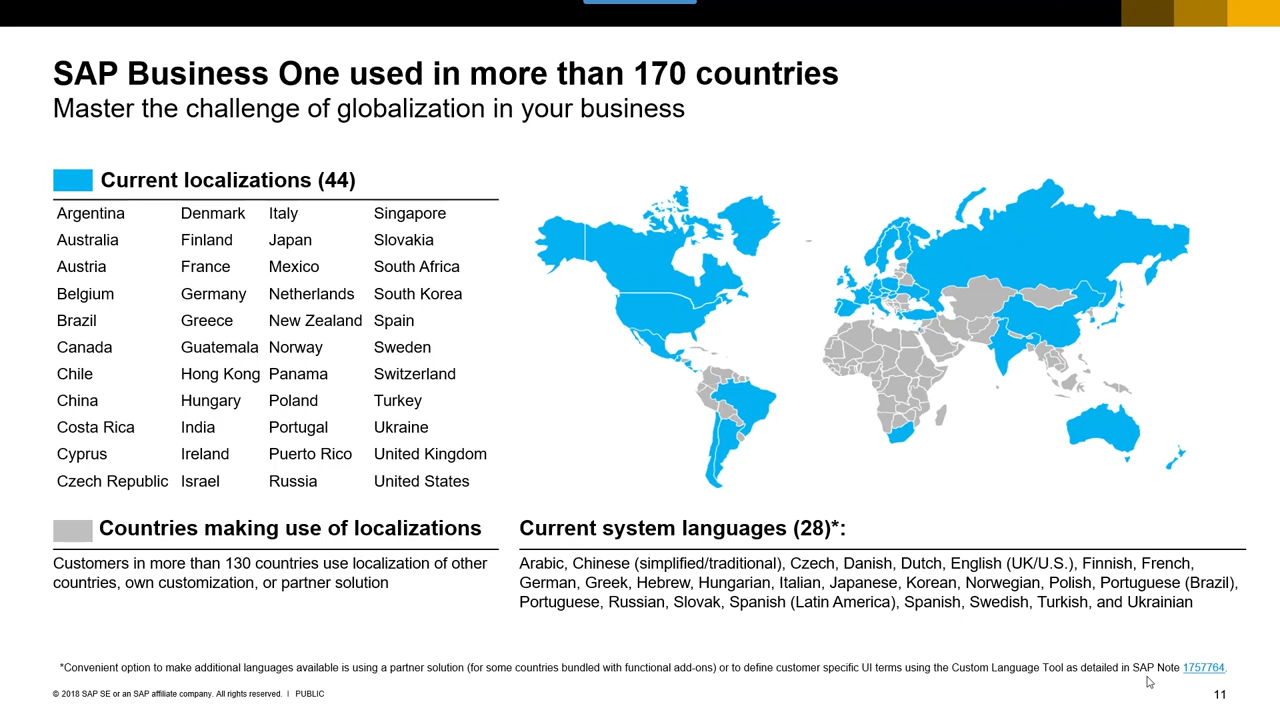 SAP Business One used in more than 170 countries
Master the challenge of globalization in your business
Current localizations (44)
Argentina Denmark Italy Singapore
Australia Finland Japan Slovakia
Austria France Mexico South Africa
Belgium Germany Netherlands South Korea
Brazil Greece New Zealand Spain
Canada Guatemala Norway Sweden
Chile Hong Kong Panama Switzerland
China Hungary Poland Turkey
Costa Rica India Portugal Ukraine
Cyprus Ireland Puerto Rico United Kingdom
Czech Republic Israel Russia United States
Countries making use of localizations
Customers in more than 130 countries use localization of other
countries, own customization, or partner solution
Current system languages (28)*:
Arabic, Chinese (simplified/traditional), Czech, Danish, Dutch, English (UK/U.S.), Finnish, French,
German, Greek, Hebrew, Hungarian, Italian, Japanese, Korean, Norwegian, Polish, Portuguese (Brazil),
Portuguese, Russian, Slovak, Spanish (Latin America), Spanish, Swedish, Turkish, and Ukrainian
*Convenient option to make additional languages available is using a partner solution (for some countries bundled with functional add-ons) or to define customer specific UI terms using the Custom Language Tool as detailed in SAP Note 1757764.
© 2018 SAP SE or an SAP affiliate company. All rights reserved. I PUBLIC
11